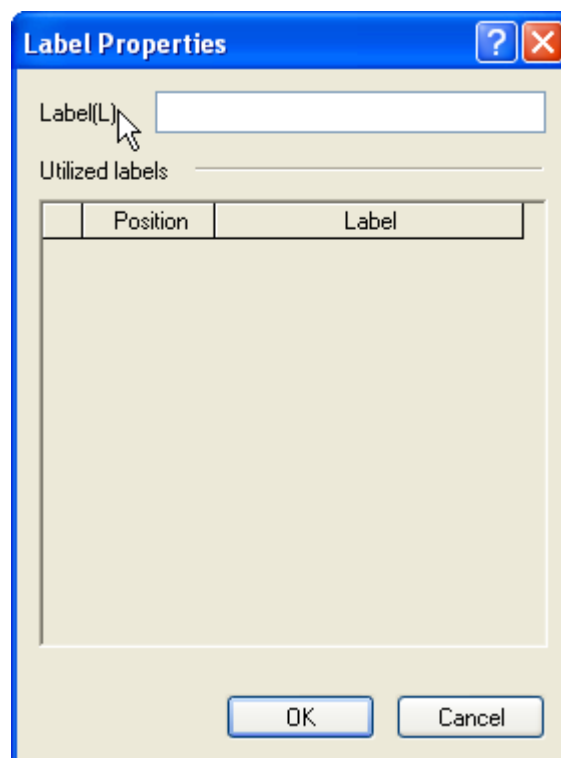 Label Properties
Label(L)
Utilized labels
Position Label
OK Cancel